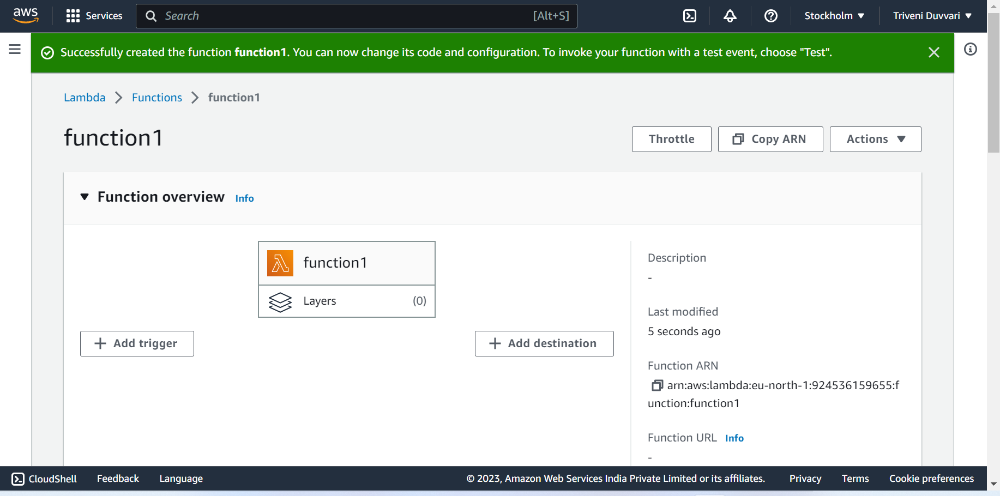 aws
Services
Search
[Alt+S]
Stockholm
Triveni Duvvari
Successfully created the function function1. You can now change its code and configuration. To invoke your function with a test event, choose "Test".
Lambda
Functions
function1
function1
Throttle
Copy ARN
Actions
Function overview
Info
function1
Layers
(0)
Add trigger
Add destination
Description
-
Last modified
5 seconds ago
Function ARN
arn:aws:lambda:eu-north-1:924536159655:f
unction:function1
Function URL Info
-
CloudShell
Feedback
Language
© 2023, Amazon Web Services India Private Limited or its affiliates.
Privacy
Terms
Cookie preferences